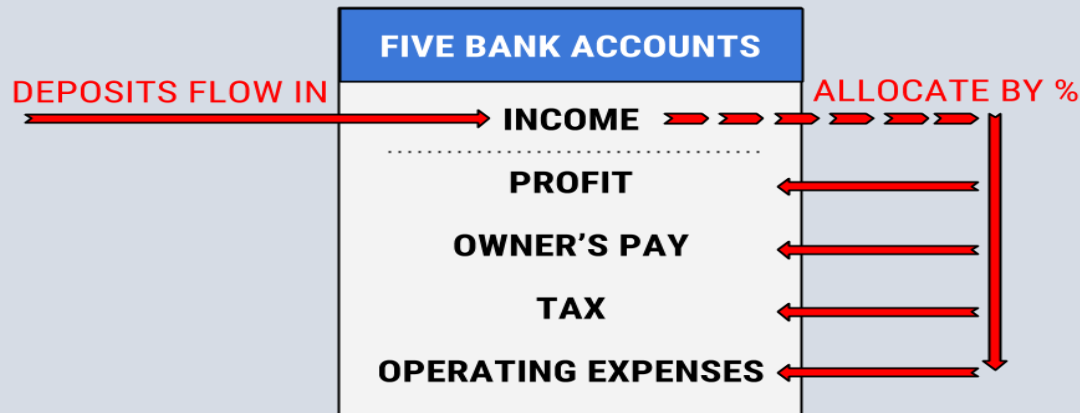 FIVE BANK ACCOUNTS
DEPOSITS FLOW IN
ALLOCATE BY %
INCOME
PROFIT
OWNER’S PAY
TAX
OPERATING EXPENSES